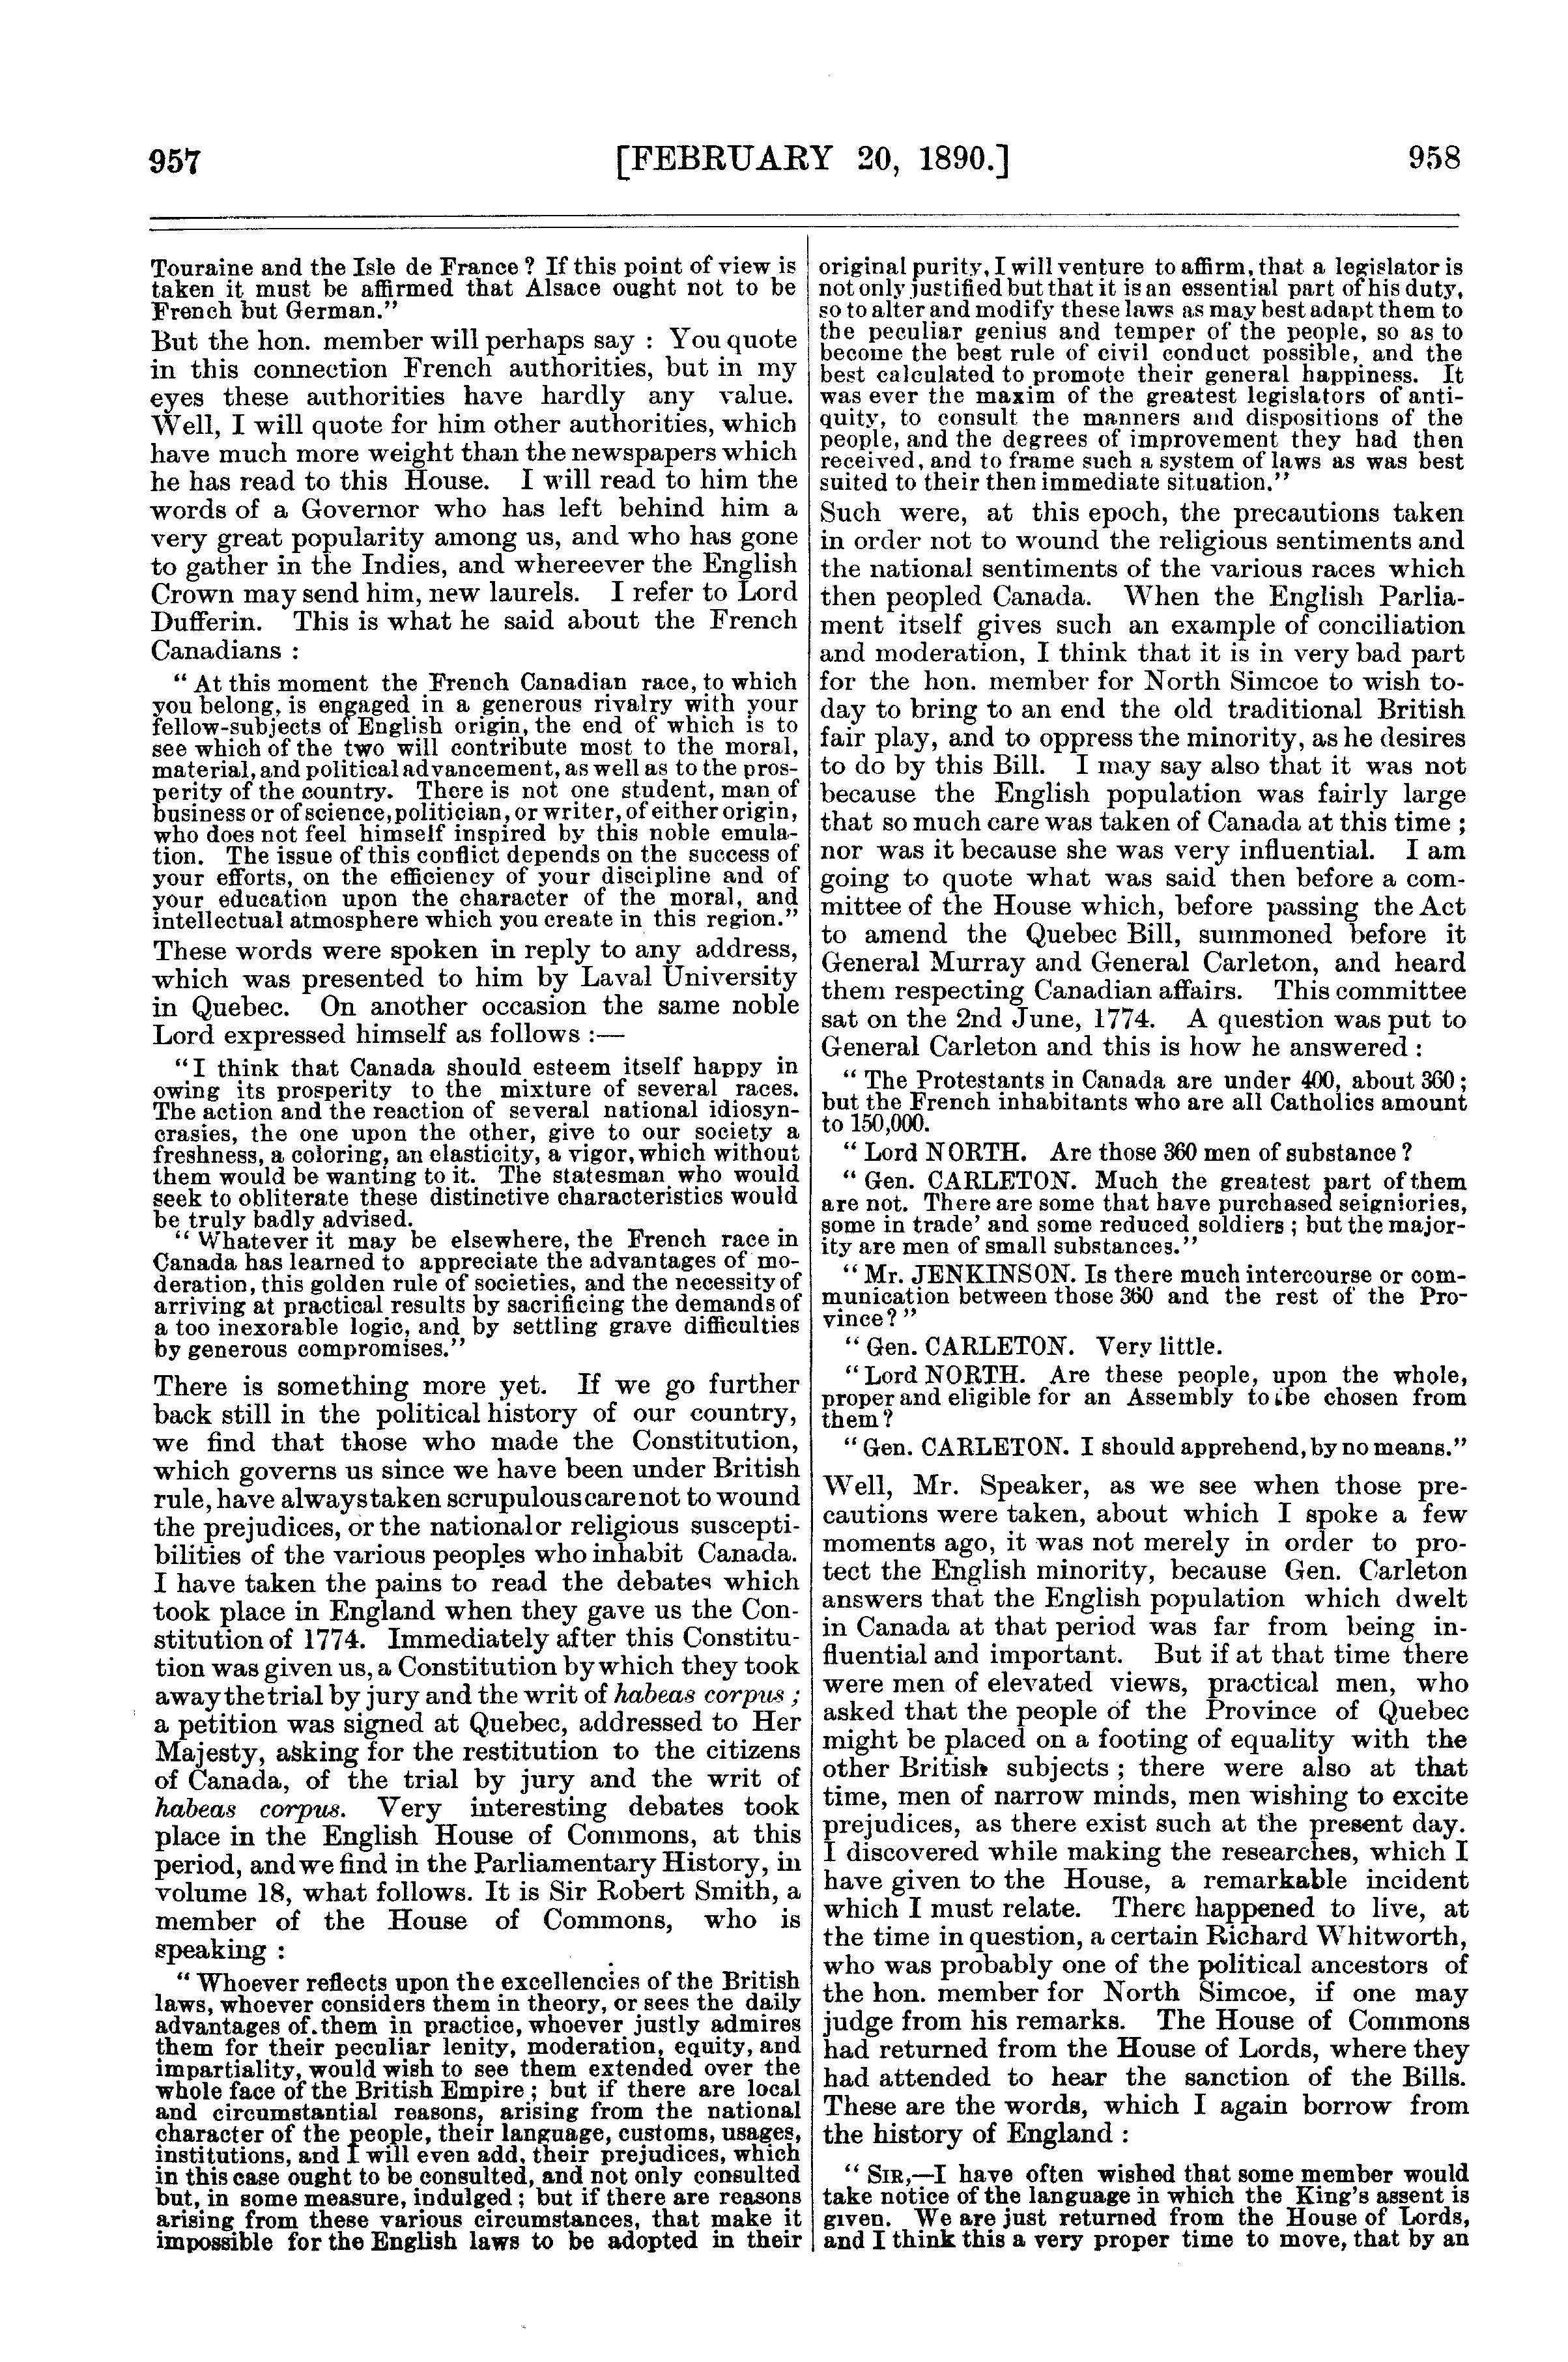 957
[FEBRUARY 20, 1890.]
958
Touraine and the Isle de France ? If this point of view is
taken it must be affirmed that Alsace ought not to be
French but German."
But the hon. member will perhaps say : You quote
in this connection French authorities, but in my
eyes these authorities have hardly any value.
Well, I will quote for him other authorities, which
have much more weight than the newspapers which
he has read to this House. I will read to him the
words of a Governor who has left behind him a
very great popularity among us, and who has gone
to gather in the Indies, and whereever the English
Crown may send him, new laurels. I refer to Lord
Dufferin. This is what he said about the French
Canadians :
" At this moment the French Canadian race, to which
you belong, is engaged in a generous rivalry with your
fellow-subjects of English origin, the end of which is to
see which of the two will contribute most to the moral,
material, and political advancement, as well as to the pros-
perity of the country. There is not one student, man of
business or of science, politician, or writer, of either origin,
who does not feel himself inspired by this noble emula-
tion. The issue of this conflict depends on the success of
your efforts, on the efficiency of your discipline and of
your education upon the character of the moral, and
intellectual atmosphere which you create in this region."
These words were spoken in reply to any address,
which was presented to him by Laval University
in Quebec. On another occasion the same noble
Lord expressed himself as follows :—
" I think that Canada should esteem itself happy in
owing its prosperity to the mixture of several races.
The action and the reaction of several national idiosyn-
crasies, the one upon the other, give to our society a
freshness, a coloring, an elasticity, a vigor, which without
them would be wanting to it. The statesman who would
seek to obliterate these distinctive characteristics would
be truly badly advised.
" Whatever it may be elsewhere, the French race in
Canada has learned to appreciate the advantages of mo-
deration, this golden rule of societies, and the necessity of
arriving at practical results by sacrificing the demands of
a too inexorable logic, and by settling grave difficulties
by generous compromises."
There is something more yet. If we go further
back still in the political history of our country,
we find that those who made the Constitution,
which governs us since we have been under British
rule, have always taken scrupulous care not to wound
the prejudices, or the national or religious suscepti-
bilities of the various peoples who inhabit Canada.
I have taken the pains to read the debates which
took place in England when they gave us the Con-
stitution of 1774. Immediately after this Constitu-
tion was given us, a Constitution by which they took
away the trial by jury and the writ of habeas corpus ;
a petition was signed at Quebec, addressed to Her
Majesty, asking for the restitution to the citizens
of Canada, of the trial by jury and the writ of
habeas corpus. Very interesting debates took
place in the English House of Commons, at this
period, and we find in the Parliamentary History, in
volume 18, what follows. It is Sir Robert Smith, a
member of the House of Commons, who is
speaking :
" Whoever reflects upon the excellencies of the British
laws, whoever considers them in theory, or sees the daily
advantages of them in practice, whoever justly admires
them for their peculiar lenity, moderation, equity, and
impartiality, would wish to see them extended over the
whole face of the British Empire ; but if there are local
and circumstantial reasons, arising from the national
character of the people, their language, customs, usages,
institutions, and I will even add, their prejudices, which
in this case ought to be consulted, and not only consulted
but, in some measure, indulged ; but if there are reasons
arising from these various circumstances, that make it
impossible for the English laws to be adopted in their
original purity, I will venture to affirm, that a legislator is
not only justified but that it is an essential part of his duty,
so to alter and modify these laws as may best adapt them to
the peculiar genius and temper of the people, so as to
become the best rule of civil conduct possible, and the
best calculated to promote their general happiness. It
was ever the maxim of the greatest legislators of anti-
quity, to consult the manners and dispositions of the
people, and the degrees of improvement they had then
received, and to frame such a system of laws as was best
suited to their then immediate situation."
Such were, at this epoch, the precautions taken
in order not to wound the religious sentiments and
the national sentiments of the various races which
then peopled Canada. When the English Parlia-
ment itself gives such an example of conciliation
and moderation, I think that it is in very bad part
for the hon. member for North Simcoe to wish to-
day to bring to an end the old traditional British
fair play, and to oppress the minority, as he desires
to do by this Bill. I may say also that it was not
because the English population was fairly large
that so much care was taken of Canada at this time ;
nor was it because she was very influential. I am
going to quote what was said then before a com-
mittee of the House which, before passing the Act
to amend the Quebec Bill, summoned before it
General Murray and General Carleton, and heard
them respecting Canadian affairs. This committee
sat on the 2nd June, 1774. A question was put to
General Carleton and this is how he answered :
" The Protestants in Canada are under 400, about 360 ;
but the French inhabitants who are all Catholics amount
to 150,000.
" Lord NORTH. Are those 360 men of substance ?
" Gen. CARLETON. Much the greatest part of them
are not. There are some that have purchased seigniories,
some in trade' and some reduced soldiers ; but the major-
ity are men of small substances."
" Mr. JENKINSON. Is there much intercourse or com-
munication between those 360 and the rest of the Pro-
vince ? "
" Gen. CARLETON. Very little.
" Lord NORTH. Are these people, upon the whole,
proper and eligible for an Assembly to be chosen from
them ?
" Gen. CARLETON. I should apprehend, by no means."
Well, Mr. Speaker, as we see when those pre-
cautions were taken, about which I spoke a few
moments ago, it was not merely in order to pro-
tect the English minority, because Gen. Carleton
answers that the English population which dwelt
in Canada at that period was far from being in-
fluential and important. But if at that time there
were men of elevated views, practical men, who
asked that the people of the Province of Quebec
might be placed on a footing of equality with the
other British subjects ; there were also at that
time, men of narrow minds, men wishing to excite
prejudices, as there exist such at the present day.
I discovered while making the researches, which I
have given to the House, a remarkable incident
which I must relate. There happened to live, at
the time in question, a certain Richard Whitworth,
who was probably one of the political ancestors of
the hon. member for North Simcoe, if one may
judge from his remarks. The House of Commons
had returned from the House of Lords, where they
had attended to hear the sanction of the Bills.
These are the words, which I again borrow from
the history of England :
" SIR,—I have often wished that some member would
take notice of the language in which the King's assent is
given. We are just returned from the House of Lords,
and I think this a very proper time to move, that by an